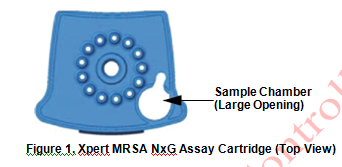 Sample Chamber
(Large Opening)
Figure 1. Xpert MRSA NxG Assay Cartridge (Top View)